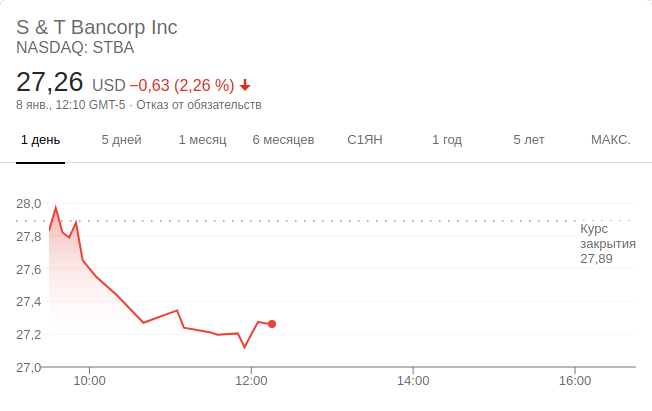 S & T Bancorp Inc
NASDAQ: STBA
27,26 USD −0,63 (2,26 %)
8 янв., 12:10 GMT-5 · Отказ от обязательств
1 день 5 дней 1 месяц 6 месяцев С1ЯН 1 год 5 лет МАКС.
28,0
27,8
27,6
27,4
27,2
27,0
Курс
закрытия
27,89
10:00 12:00 14:00 16:00